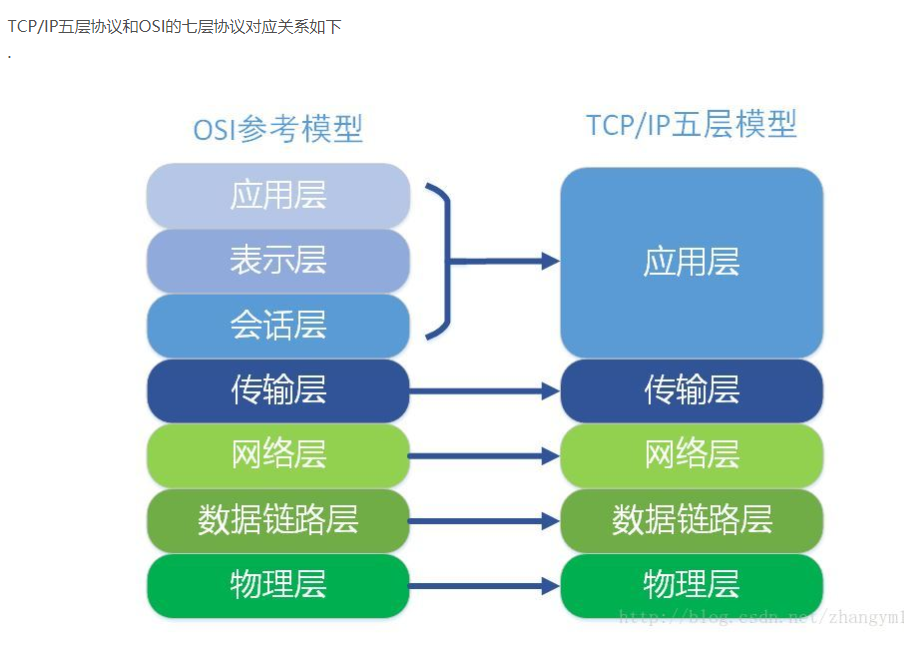 TCP/IP五层协议和OSI的七层协议对应关系如下
.
OSI参考模型
TCP/IP五层模型
应用层
表示层
会话层
传输层
网络层
数据链路层
物理层
应用层
传输层
网络层
数据链路层
物理层
http://blog.csdn.net/zhangym1